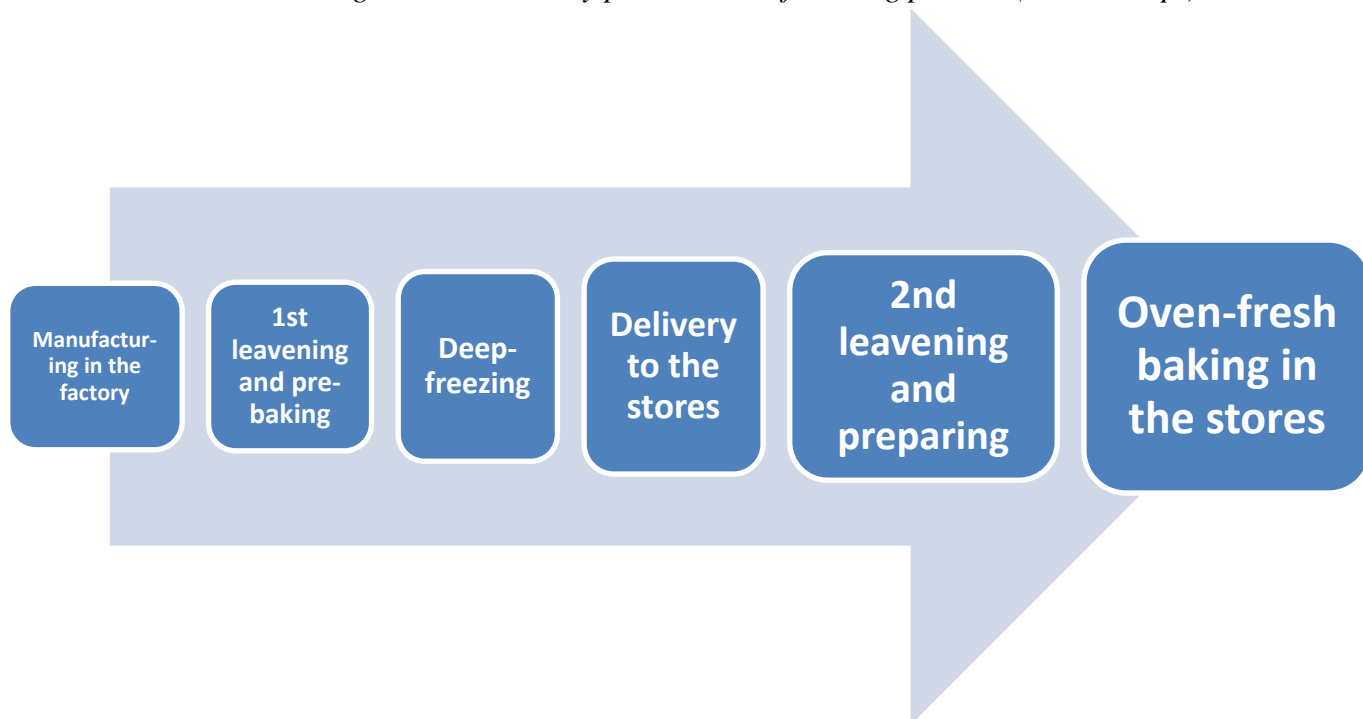 Manufactur-
ing in the
factory
1st
leavening
and pre-
baking
Deep-
freezing
Delivery
to the
stores
2nd
leavening
and
preparing
Oven-fresh
baking in
the stores